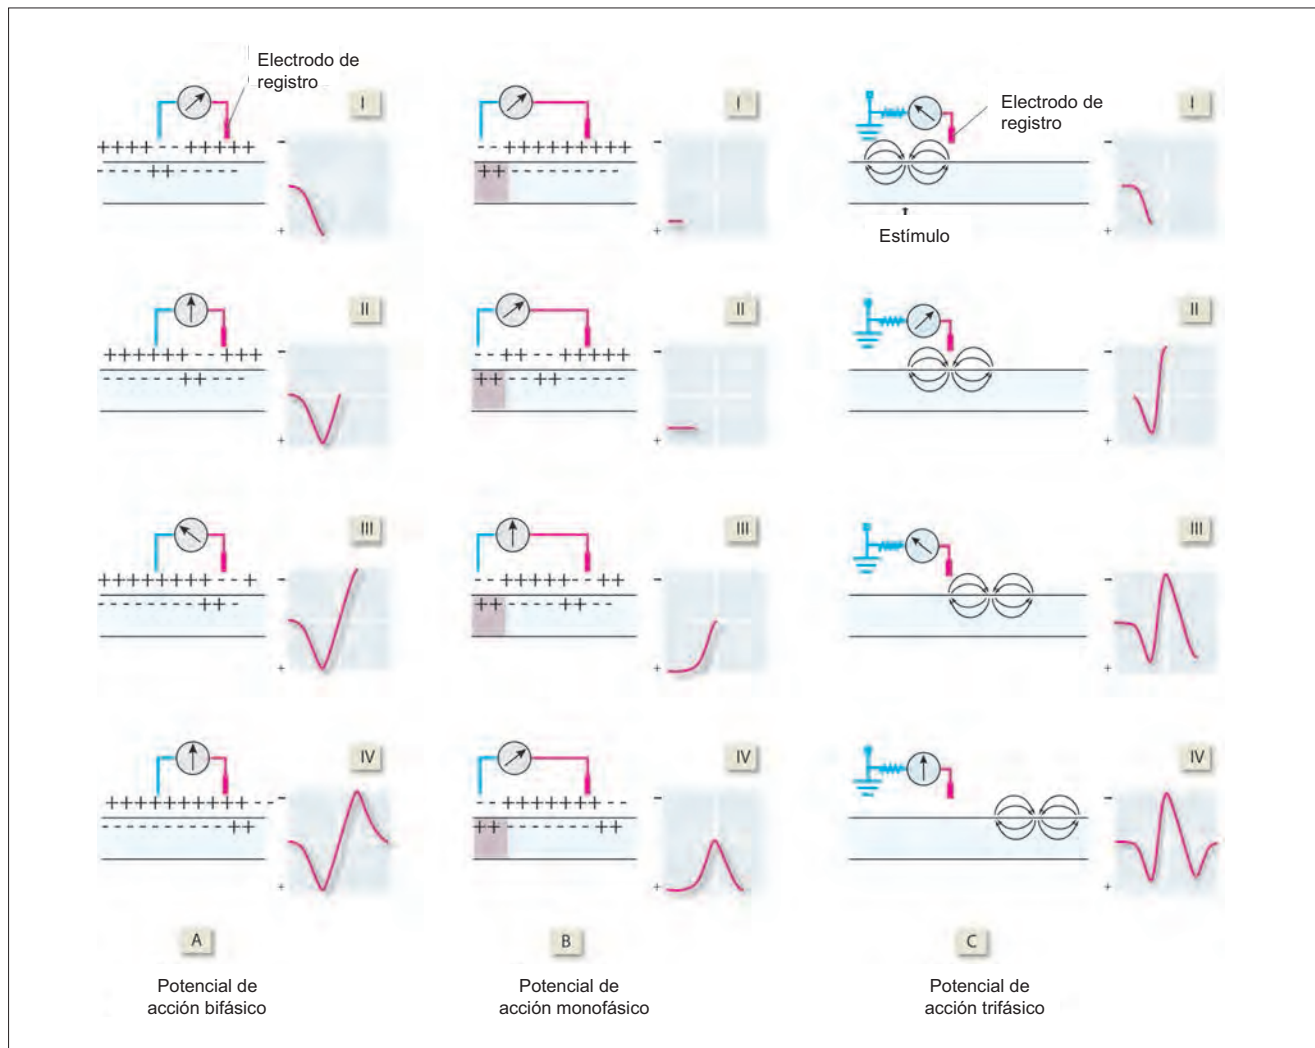 Electrodo de
registro
I
I
Electrodo de
registro
I
Estímulo
II
II
II
III
III
III
IV
IV
IV
A
B
C
Potencial de
acción bifásico
Potencial de
acción monofásico
Potencial de
acción trifásico